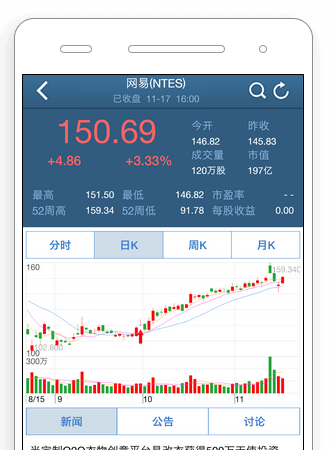 网易(NTES)
已收盘 11-17 16:00
150.69
+4.86 +3.33%
今开 昨收
146.82 145.83
成交量 市值
120万股 197亿
最高 151.50 最低 146.82 市盈率 - -
52周高 159.34 52周低 91.78 每股收益 0.00
分时 日K 周K 月K
160
159.340
102.800
100
300万
8/15 9 10 11
新闻 公告 讨论